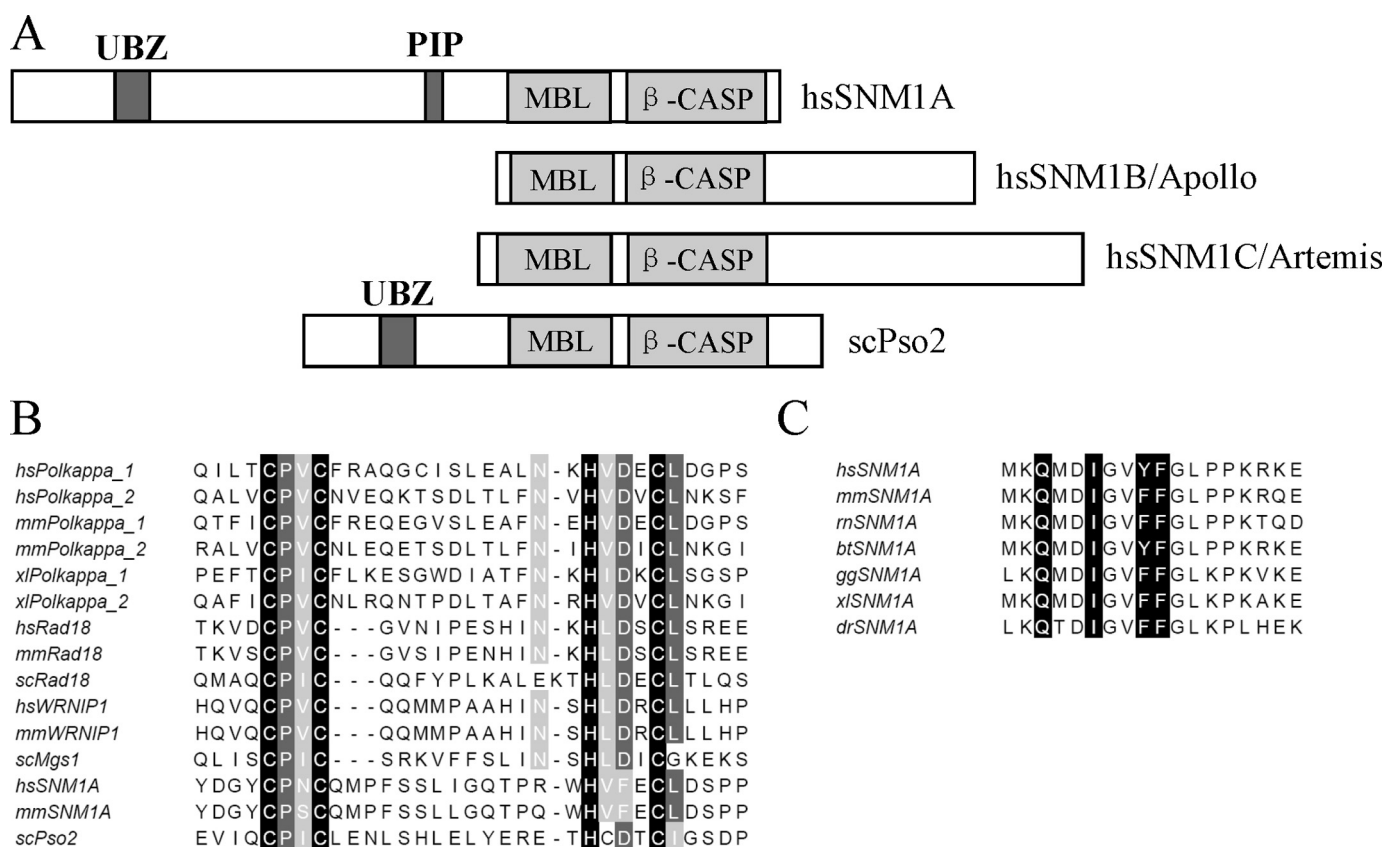 A
UBZ PIP
MBL β-CASP hsSNM1A
MBL β-CASP hsSNM1B/Apollo
MBL β-CASP hsSNM1C/Artemis
UBZ
MBL β-CASP scPso2
B
hsPolkappa_1 QILTCPVCFRAQGCISLEALN-KHVDECLDGPS
hsPolkappa_2 QALVCPVCNVEQKTSDLTLFN-VHVDVCLNKSF
mmPolkappa_1 QTFICPVCFREQEGVSLEAFN-EHVDECLDGPS
mmPolkappa_2 RALVCPVCNLEQETSDLTLFN-IHVDICLNKGI
xlPolkappa_1 PEFTCPICFLKESGWDIATFN-KHIDKCLSGSP
xlPolkappa_2 QAFICPVCNLRQNTPDLTAFN-RHVDVCLNKGI
hsRad18 TKVDCPVC---GVNIPESHIN-KHLDSCLSREE
mmRad18 TKVSCPVC---GVSIPENHIN-KHLDSCLSREE
scRad18 QMAQCPIC---QQFYPLKALEKTHLDECLTLQS
hsWRNIP1 HQVQCPVC---QQMMPAAHIN-SHLDRCLLLHP
mmWRNIP1 HQVQCPVC---QQMMPAAHIN-SHLDRCLLLHP
scMgs1 QLISCPIC---SRKVFFSLIN-SHLDICGKEKS
hsSNM1A YDGYCPNCQMPFSSLIGQTPR-WHVFECLDSPP
mmSNM1A YDGYCPSCQMPFSSLLGQTPQ-WHVFECLDSPP
scPso2 EVIQCPICLENLSHLELYERE-THCDTCIGSDP
C
hsSNM1A MKQMDIGVYFGLPPKRKE
mmSNM1A MKQMDIGVFFGLPPKRQE
rnSNM1A MKQMDIGVFFGLPPKTQD
btSNM1A MKQMDIGVYFGLPPKRKE
ggSNM1A LKQMDIGVFFGLKPKVKE
xlSNM1A MKQMDIGVFFGLKPKAKE
drSNM1A LKQTDIGVFFGLKPLHEK